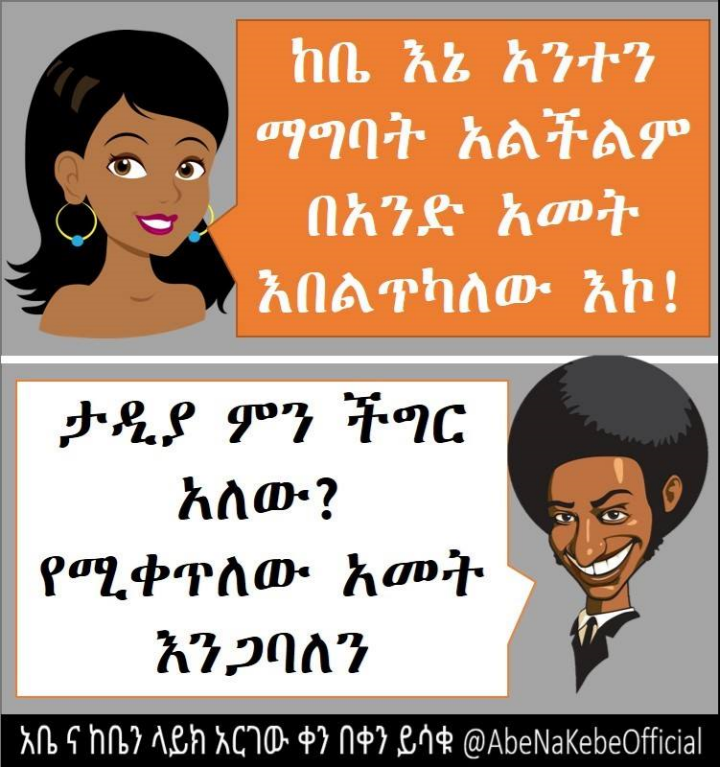 ከቤ እኔ አንተን
ማግባት አልችልም
በአንድ አመት
እበልጥካለው እኮ!
ታዲያ ምን ችግር
አለው?
የሚቀጥለው አመት
እንጋባለን
አቤ ና ከቤን ላይክ አርገው ቀን በቀን ይሳቁ @AbeNaKebeOfficial